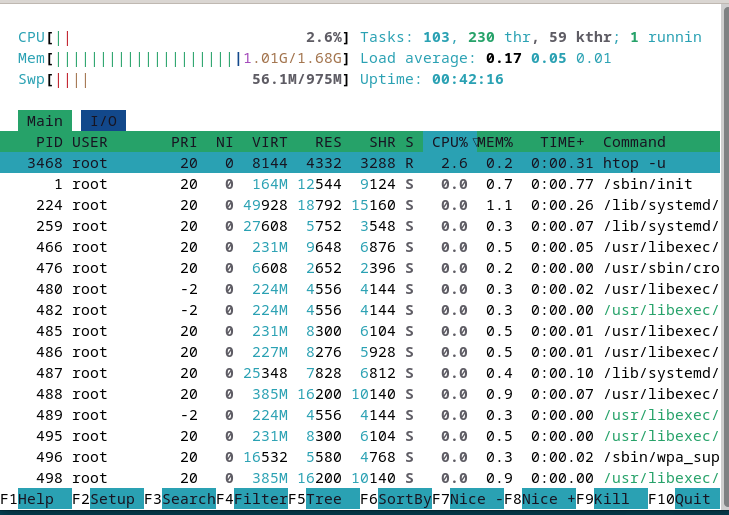 CPU[|| 2.6%] Tasks: 103, 230 thr, 59 kthr; 1 runnin
Mem[|||||||||||||||||||||1.01G/1.68G] Load average: 0.17 0.05 0.01
Swp[|||| 56.1M/975M] Uptime: 00:42:16
Main I/O
PID USER PRI NI VIRT RES SHR S CPU%▽MEM% TIME+ Command
3468 root 20 0 8144 4332 3288 R 2.6 0.2 0:00.31 htop -u
1 root 20 0 164M 12544 9124 S 0.0 0.7 0:00.77 /sbin/init
224 root 20 0 49928 18792 15160 S 0.0 1.1 0:00.26 /lib/systemd/
259 root 20 0 27608 5752 3548 S 0.0 0.3 0:00.07 /lib/systemd/
466 root 20 0 231M 9648 6876 S 0.0 0.5 0:00.05 /usr/libexec/
476 root 20 0 6608 2652 2396 S 0.0 0.2 0:00.00 /usr/sbin/cro
480 root -2 0 224M 4556 4144 S 0.0 0.3 0:00.02 /usr/libexec/
482 root -2 0 224M 4556 4144 S 0.0 0.3 0:00.00 /usr/libexec/
485 root 20 0 231M 8300 6104 S 0.0 0.5 0:00.01 /usr/libexec/
486 root 20 0 227M 8276 5928 S 0.0 0.5 0:00.01 /usr/libexec/
487 root 20 0 25348 7828 6812 S 0.0 0.4 0:00.10 /lib/systemd/
488 root 20 0 385M 16200 10140 S 0.0 0.9 0:00.07 /usr/libexec/
489 root -2 0 224M 4556 4144 S 0.0 0.3 0:00.00 /usr/libexec/
495 root 20 0 231M 8300 6104 S 0.0 0.5 0:00.00 /usr/libexec/
496 root 20 0 16532 5580 4768 S 0.0 0.3 0:00.02 /sbin/wpa_sup
498 root 20 0 385M 16200 10140 S 0.0 0.9 0:00.00 /usr/libexec/
F1Help F2Setup F3SearchF4FilterF5Tree F6SortByF7Nice -F8Nice +F9Kill F10Quit